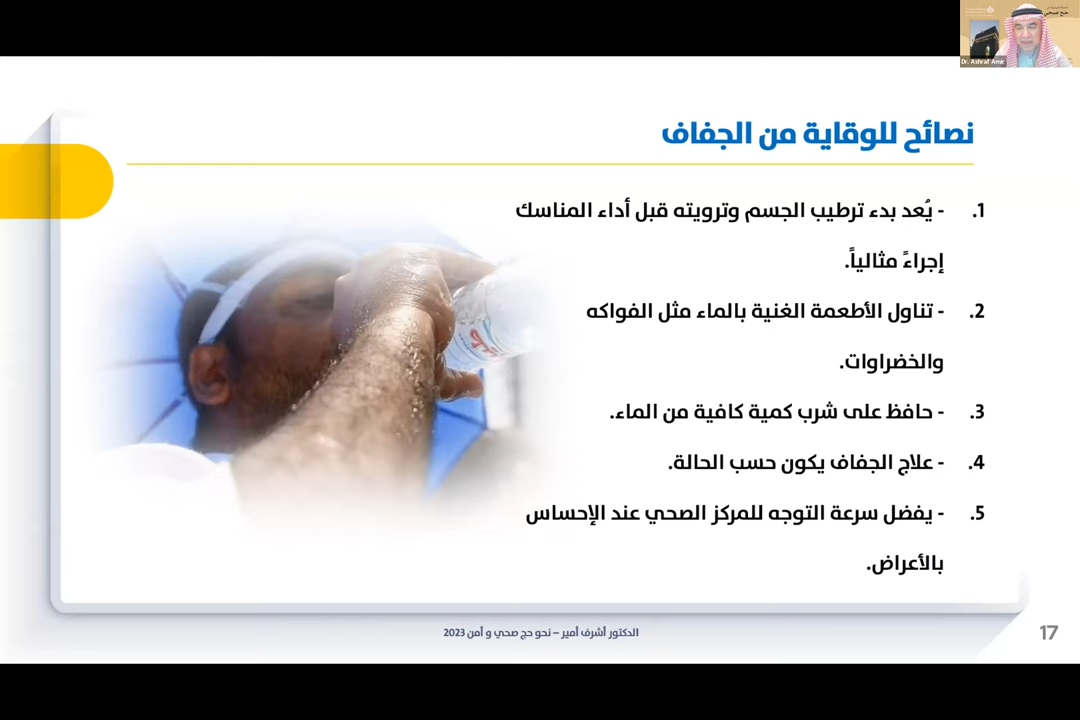 Dr. Ashraf Amir
نصائح للوقاية من الجفاف
1. - يُعد بدء ترطيب الجسم وترويته قبل أداء المناسك
إجراءً مثالياً.
2. - تناول الأطعمة الغنية بالماء مثل الفواكه
والخضراوات.
3. - حافظ على شرب كمية كافية من الماء.
4. - علاج الجفاف يكون حسب الحالة.
5. - يفضل سرعة التوجه للمركز الصحي عند الإحساس
بالأعراض.
الدكتور أشرف أمير – نحو حج صحي و أمن 2023
17